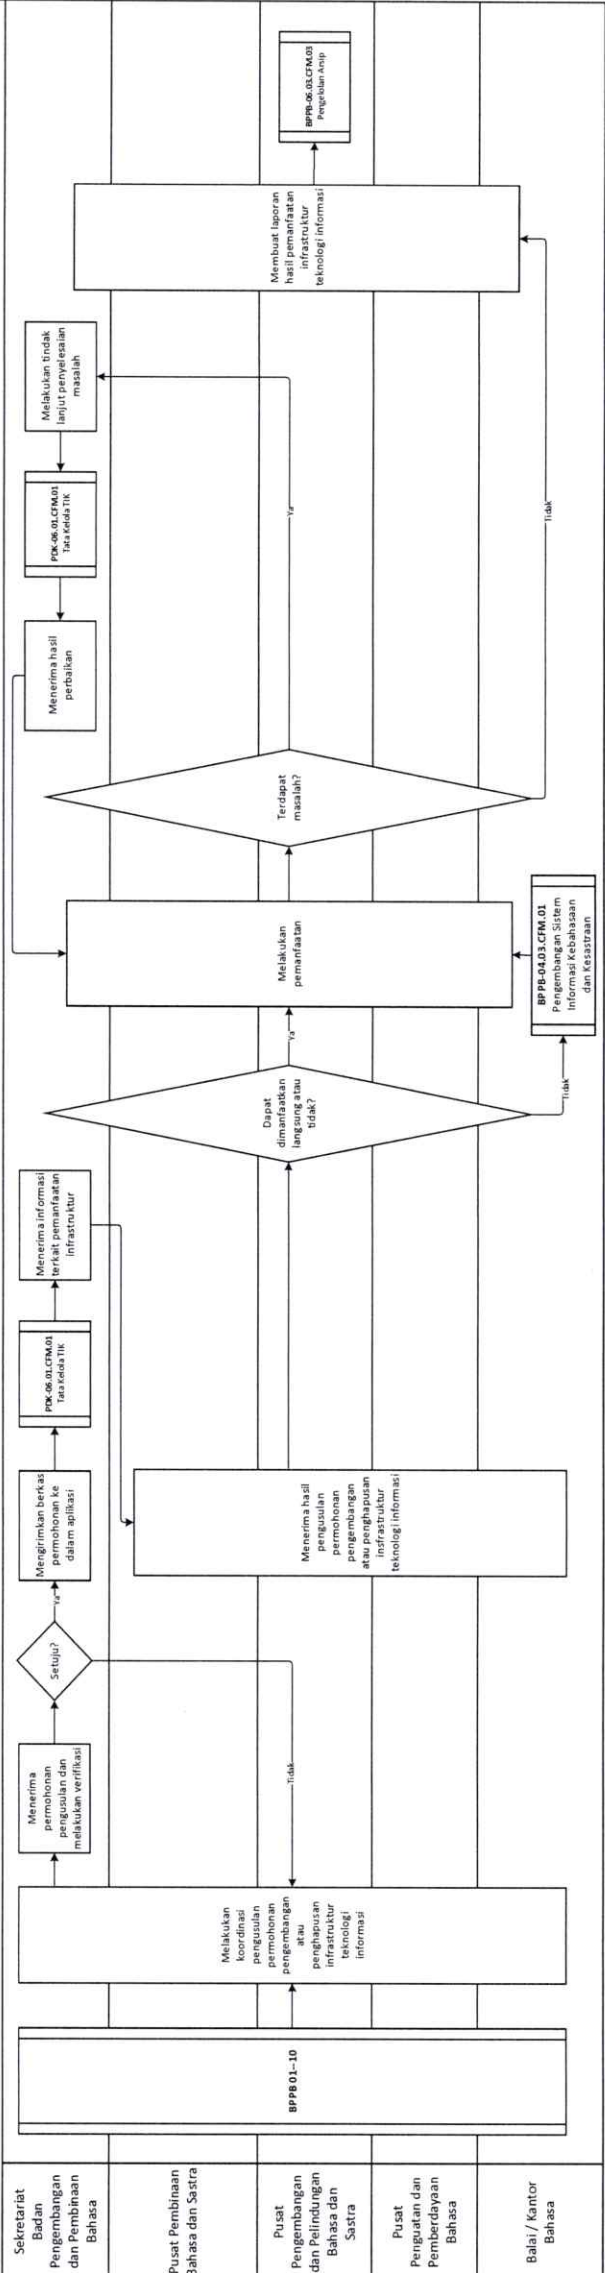 Sekretariat
Badan
Pengembangan
dan Pembinaan
Bahasa
Pusat Pembinaan
Bahasa dan Sastra
Pusat
Pengembangan
dan Pelindungan
Bahasa dan
Sastra
Pusat
Penguatan dan
Pemberdayaan
Bahasa
Balai / Kantor
Bahasa
BPPB 01–10
Melakukan
koordinasi
pengusulan
permohonan
pengembangan
atau
penghapusan
infrastruktur
teknologi
informasi
Menerima
permohonan
pengusulan dan
melakukan verifikasi
Setuju?
Ya
Tidak
Mengirimkan berkas
permohonan ke
dalam aplikasi
PDK-06.01.CFM.01
Tata Kelola TIK
Menerima informasi
terkait pemanfaatan
infrastruktur
Menerima hasil
pengusulan
permohonan
pengembangan
atau penghapusan
insfrastruktur
teknologi informasi
Dapat
dimanfaatkan
langsung atau
tidak?
Ya
Tidak
BPPB-04.03.CFM.01
Pengembangan Sistem
Informasi Kebahasaan
dan Kesastraan
Melakukan
pemanfaatan
Terdapat
masalah?
Ya
Tidak
Melakukan tindak
lanjut penyelesaian
masalah
PDK-06.01.CFM.01
Tata Kelola TIK
Menerima hasil
perbaikan
Membuat laporan
hasil pemanfaatan
infrastruktur
teknologi informasi
BPPB-06.03.CFM.03
Pengelolan Arsip